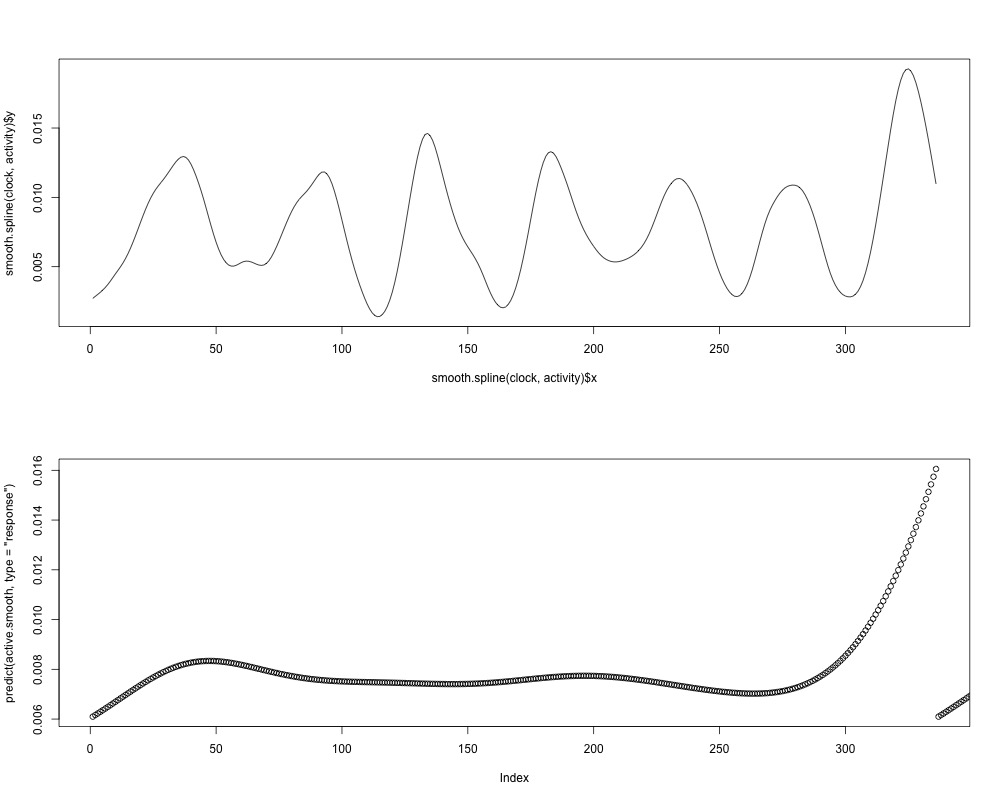 smooth.spline(clock, activity)$y
0.015
0.010
0.005
0 50 100 150 200 250 300
smooth.spline(clock, activity)$x
predict(active.smooth, type = "response")
0.016
0.014
0.012
0.010
0.008
0.006
0 50 100 150 200 250 300
Index